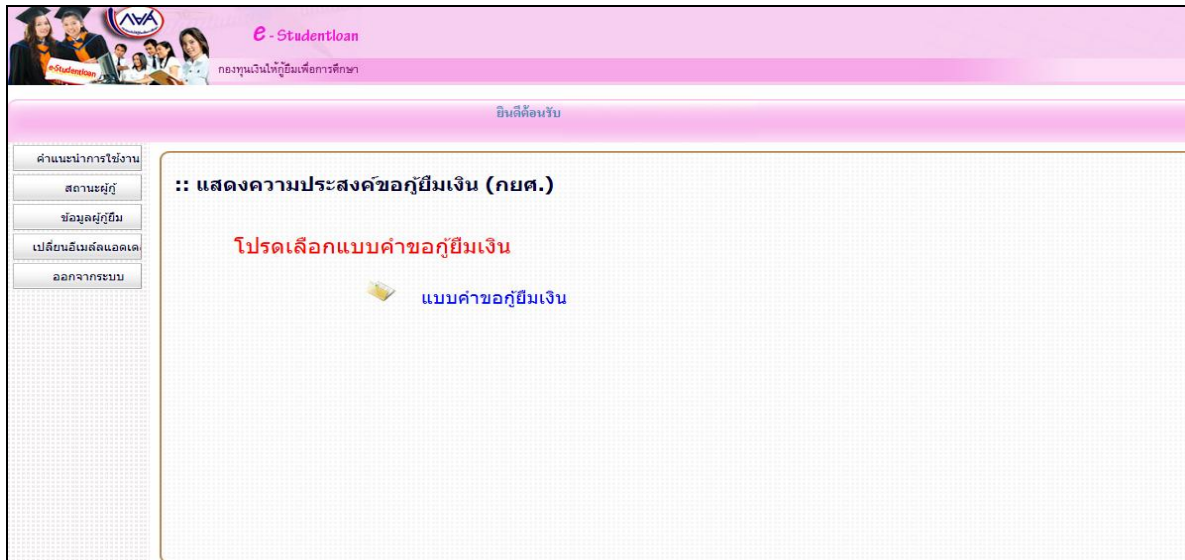 e - Studentloan
e-Studentloan
กองทุนเงินให้กู้ยืมเพื่อการศึกษา
ยินดีต้อนรับ
คำแนะนำการใช้งาน
สถานะผู้กู้
ข้อมูลผู้กู้ยืม
เปลี่ยนอีเมล์แอดเดร
ออกจากระบบ
:: แสดงความประสงค์ขอกู้ยืมเงิน (กยศ.)
โปรดเลือกแบบคำขอกู้ยืมเงิน
แบบคำขอกู้ยืมเงิน